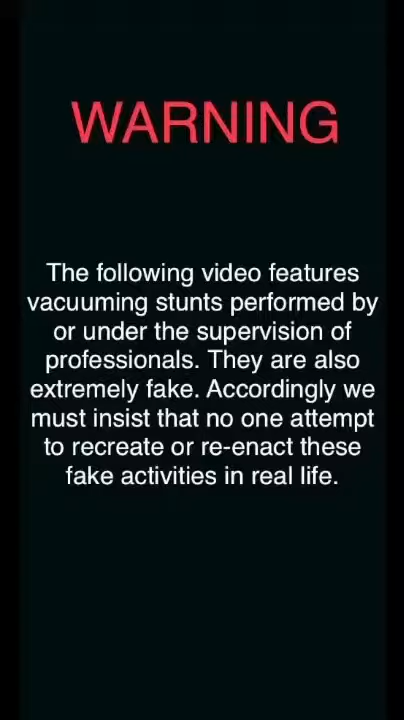 WARNING
The following video features
vacuuming stunts performed by
or under the supervision of
professionals. They are also
extremely fake. Accordingly we
must insist that no one attempt
to recreate or re-enact these
fake activities in real life.